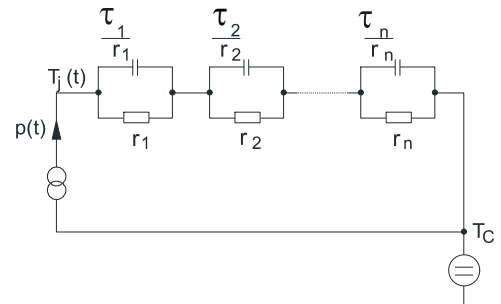 τ1 τ2 τn
r1 r2 rn
Tj (t)
p(t)
r1 r2 rn
TC